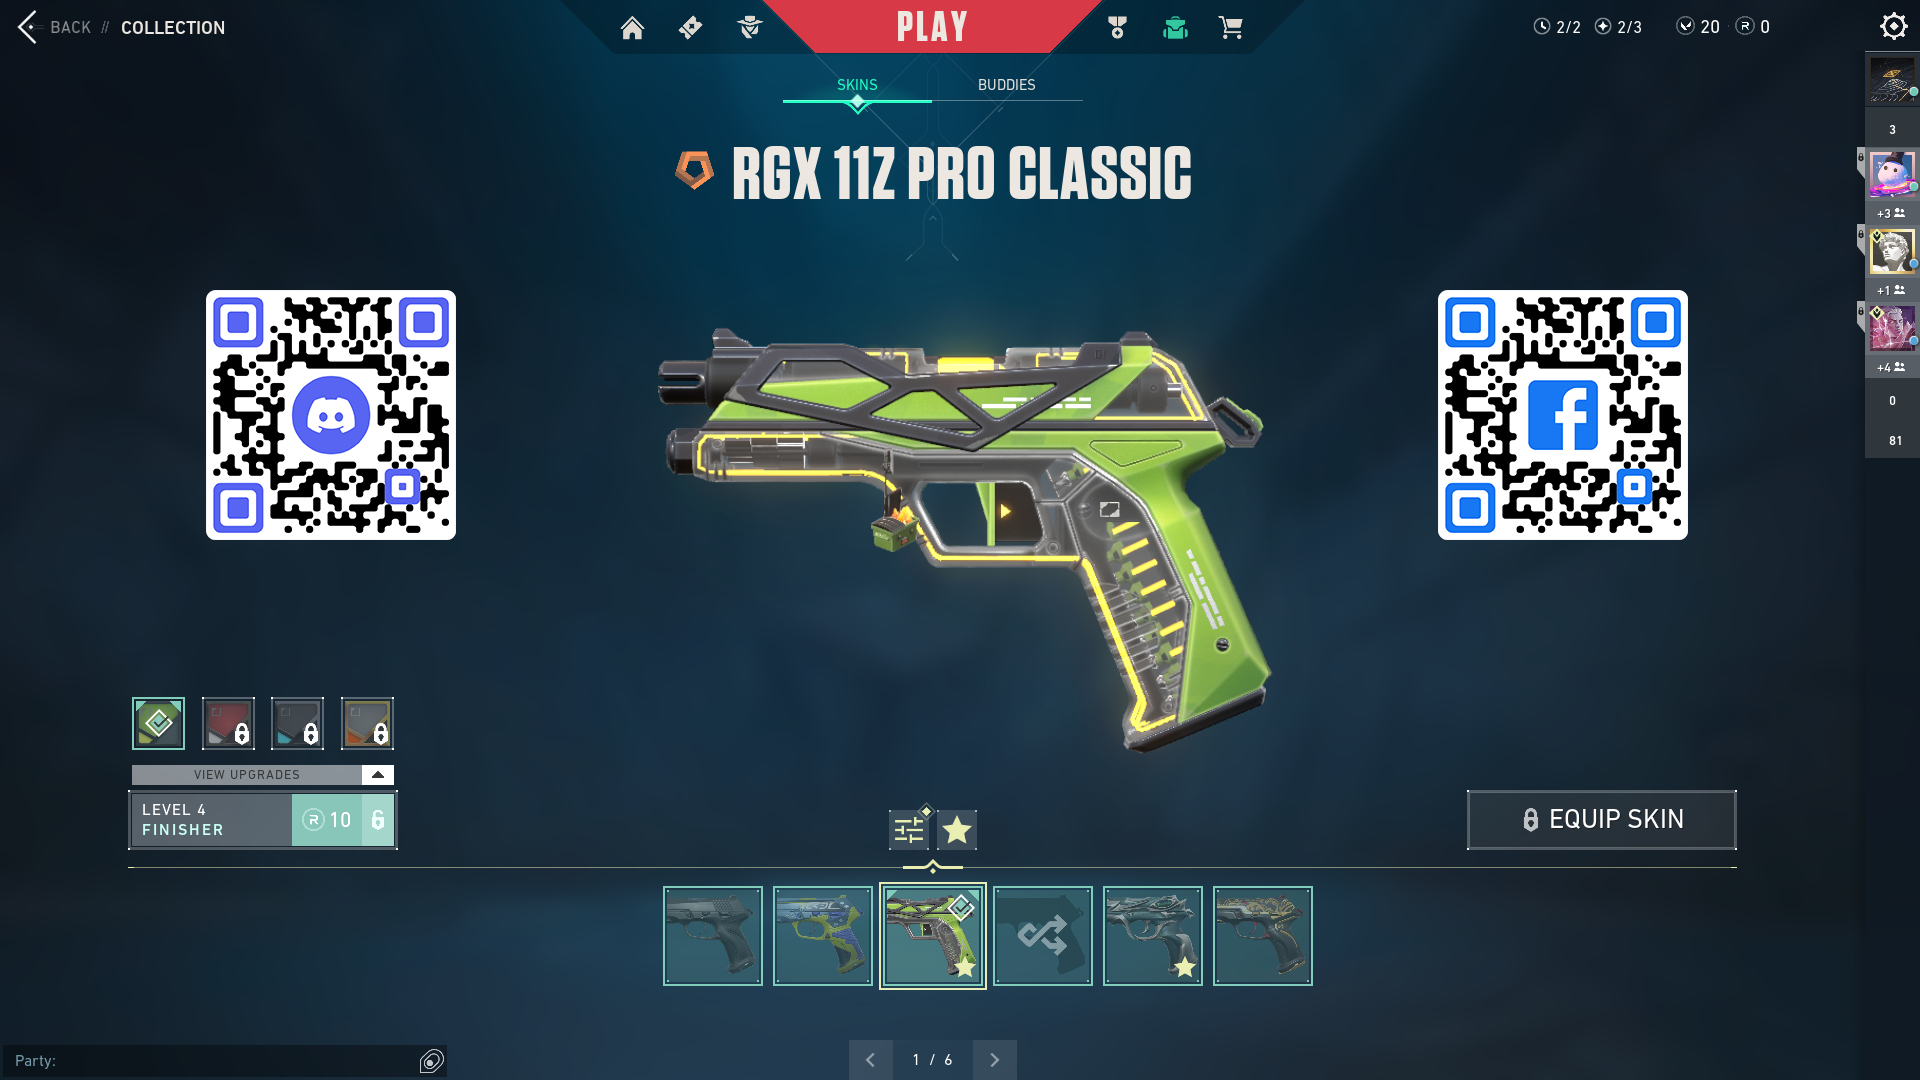 BACK // COLLECTION
PLAY
2/2
2/3
20
0
SKINS
BUDDIES
RGX 11Z PRO CLASSIC
3
+3
+1
+4
0
81
VIEW UPGRADES
LEVEL 4
FINISHER
R 10
EQUIP SKIN
Party:
1 / 6